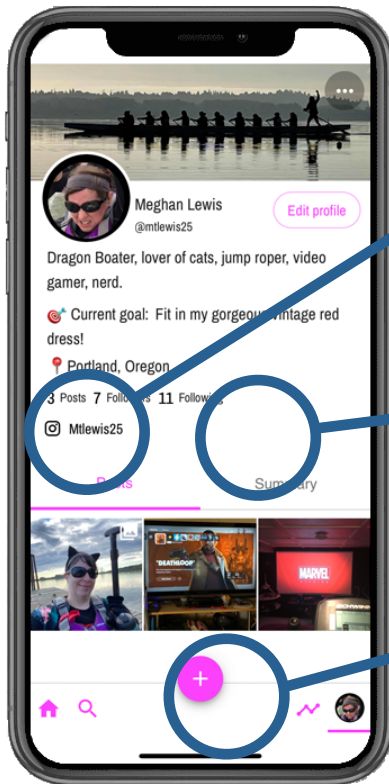 Meghan Lewis
@mtlewis25
Edit profile
Dragon Boater, lover of cats, jump roper, video
gamer, nerd.
Current goal: Fit in my gorgeous vintage red
dress!
Portland, Oregon
3 Posts 7 Followers 11 Following
Mtlewis25
Posts Summary
"DEATHLOOP"
MARVEL
SCHWINN